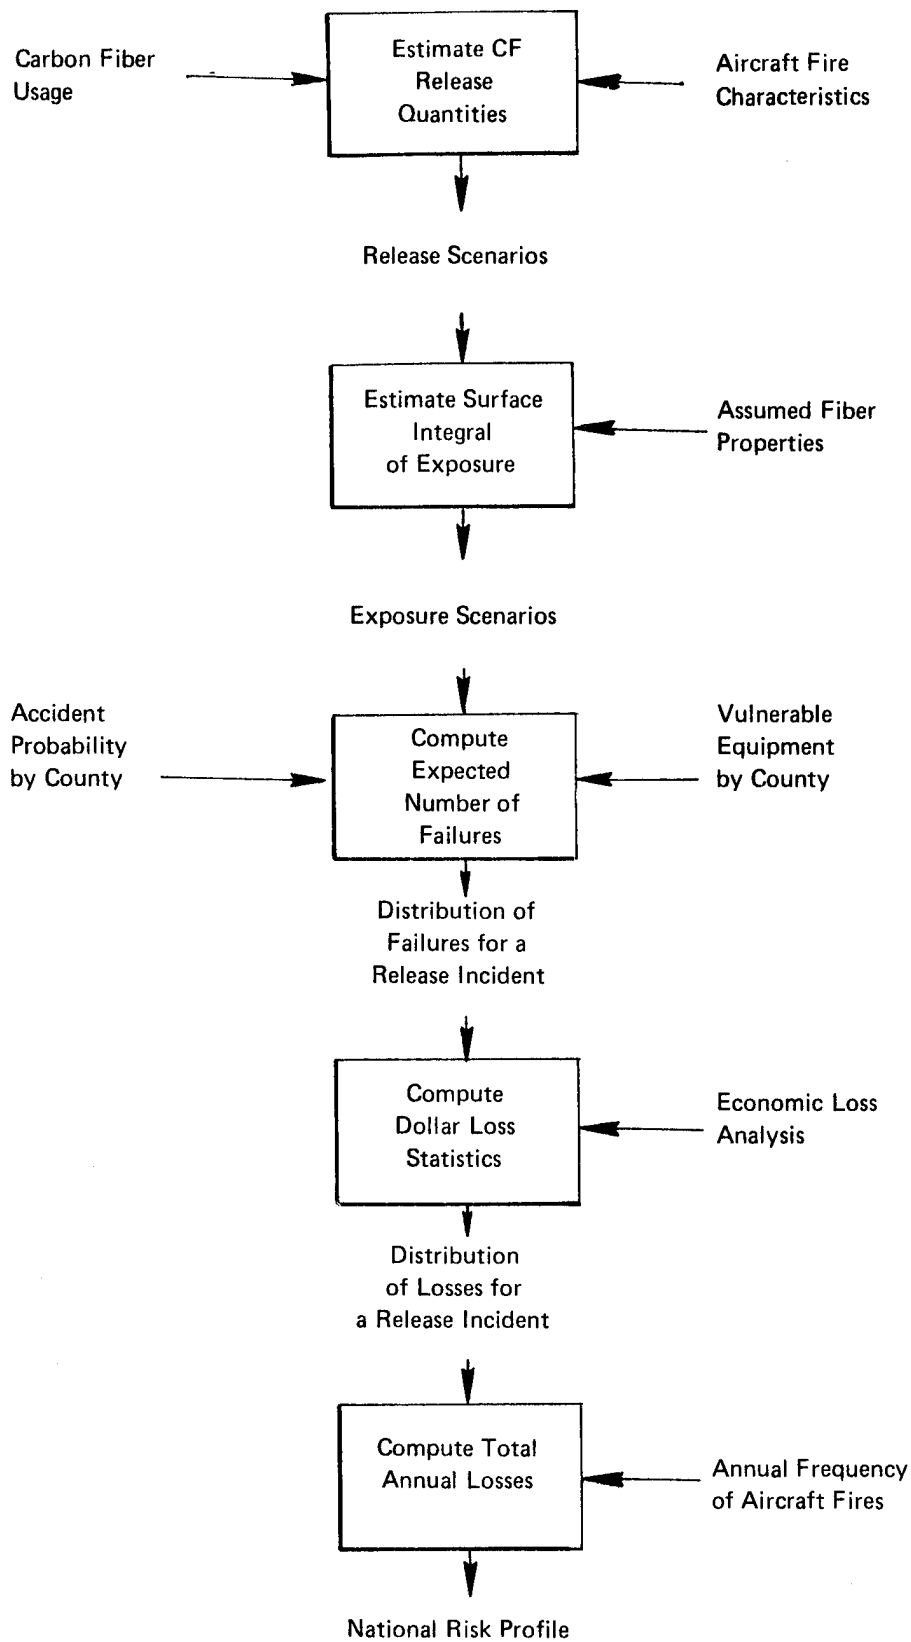 Carbon Fiber
Usage
Estimate CF
Release
Quantities
Aircraft Fire
Characteristics
Release Scenarios
Estimate Surface
Integral
of Exposure
Assumed Fiber
Properties
Exposure Scenarios
Accident
Probability
by County
Compute
Expected
Number of
Failures
Vulnerable
Equipment
by County
Distribution of
Failures for a
Release Incident
Compute
Dollar Loss
Statistics
Economic Loss
Analysis
Distribution
of Losses for
a Release Incident
Compute Total
Annual Losses
Annual Frequency
of Aircraft Fires
National Risk Profile